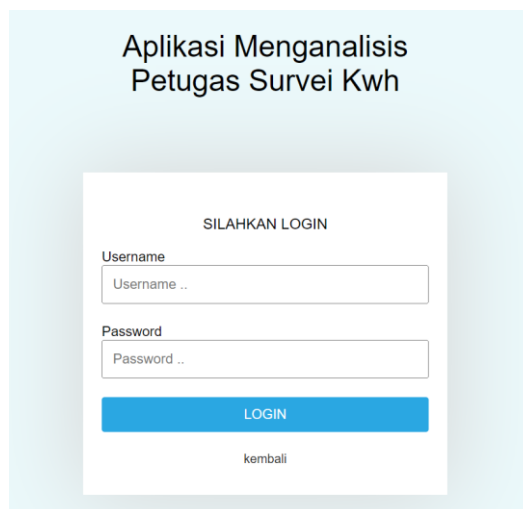 Aplikasi Menganalisis
Petugas Survei Kwh
SILAHKAN LOGIN
Username
Username ..
Password
Password ..
LOGIN
kembali